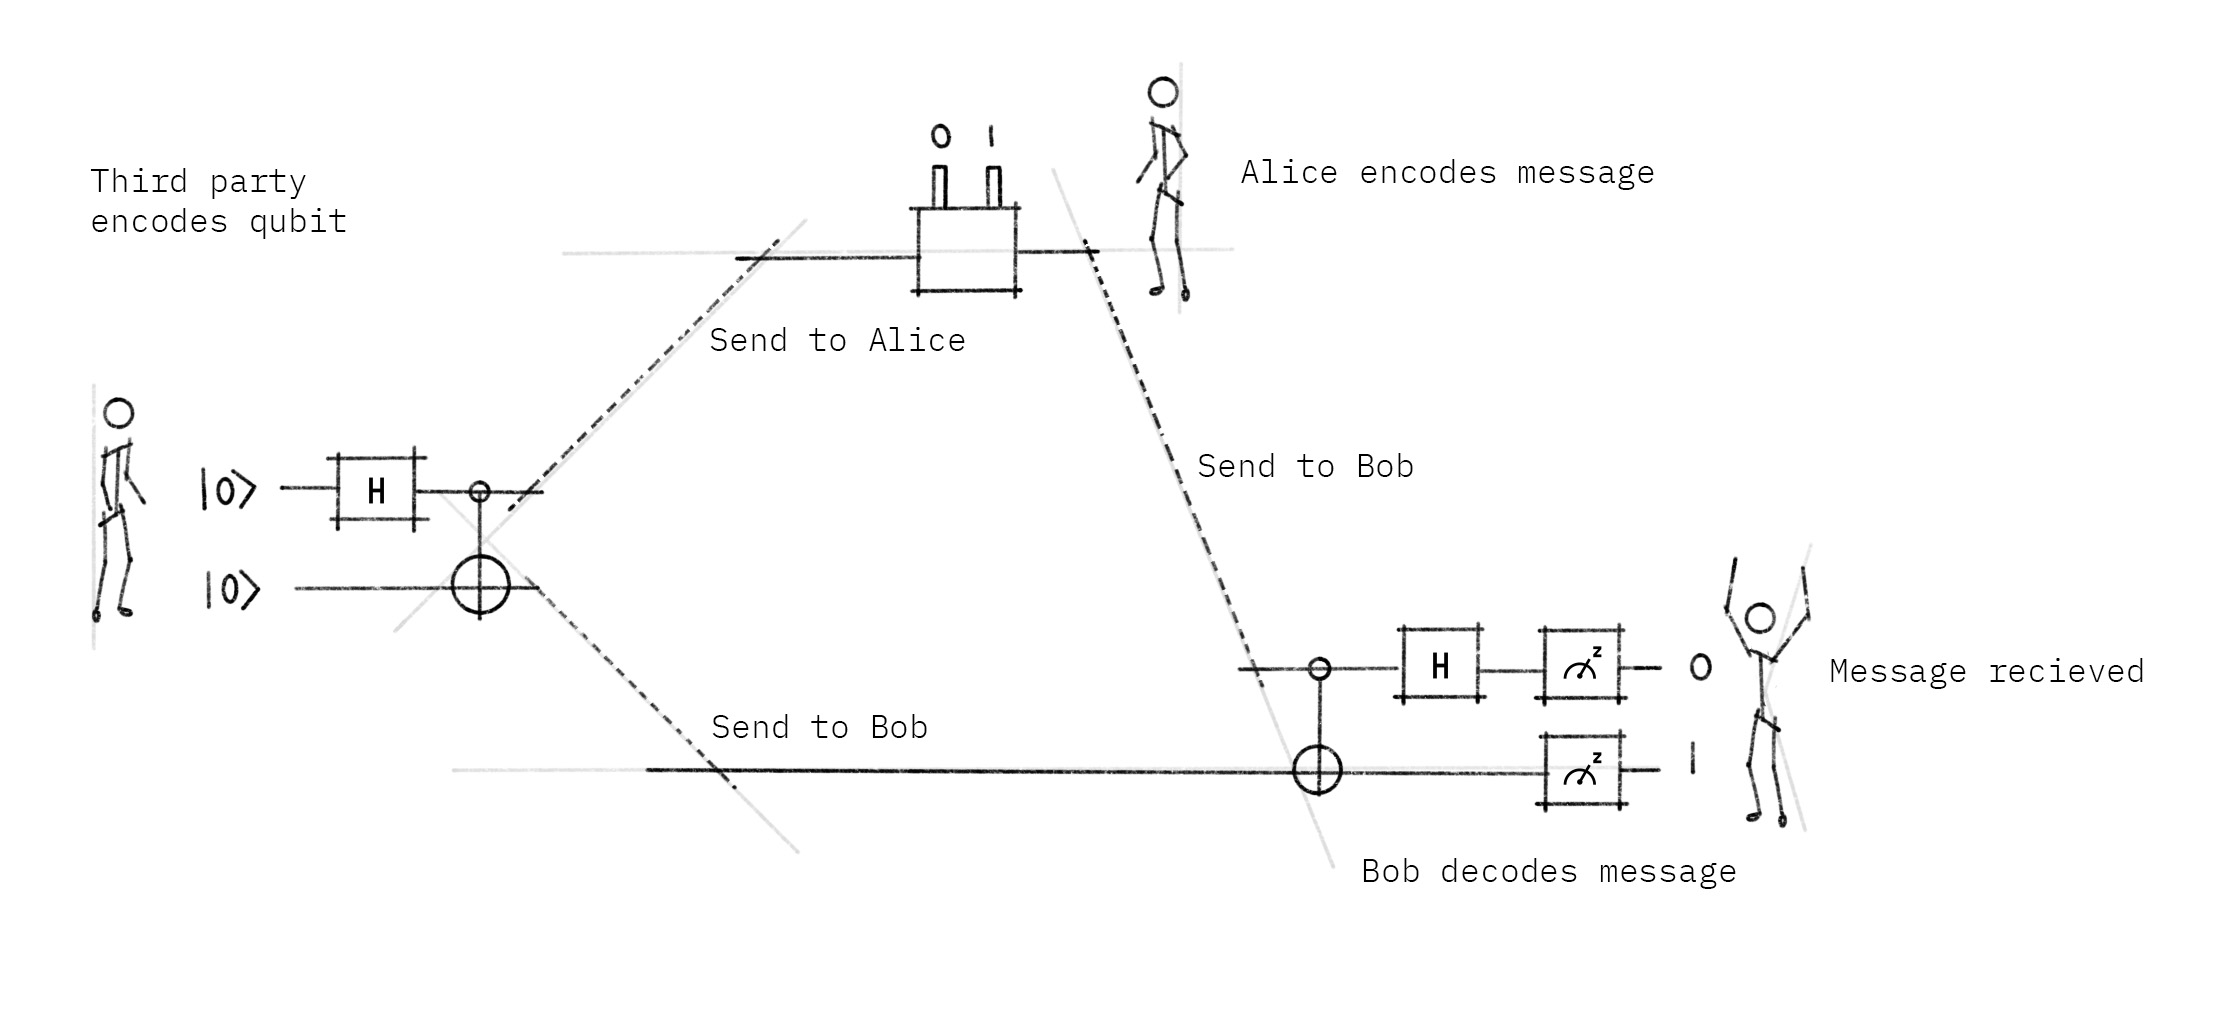 Third party
encodes qubit
0 1
Alice encodes message
Send to Alice
|0⟩ H
|0⟩
Send to Bob
Send to Bob
H z 0
z 1
Message recieved
Bob decodes message